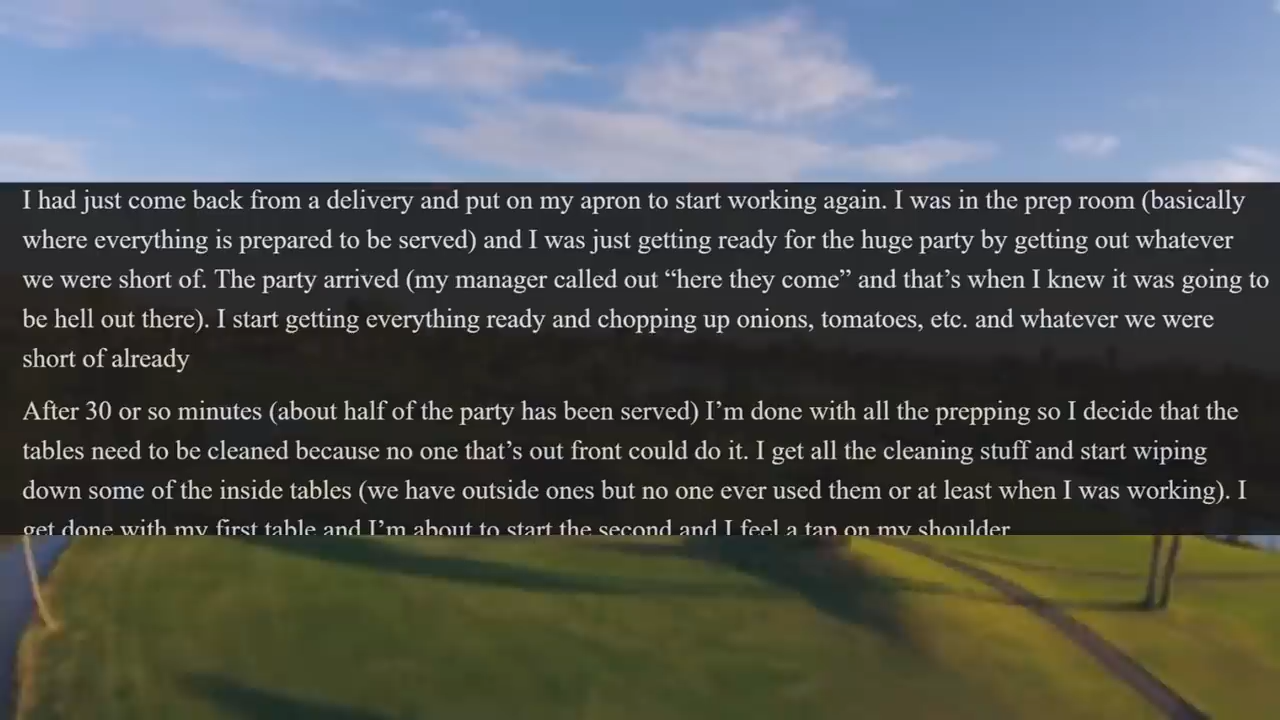 I had just come back from a delivery and put on my apron to start working again. I was in the prep room (basically
where everything is prepared to be served) and I was just getting ready for the huge party by getting out whatever
we were short of. The party arrived (my manager called out “here they come” and that’s when I knew it was going to
be hell out there). I start getting everything ready and chopping up onions, tomatoes, etc. and whatever we were
short of already
After 30 or so minutes (about half of the party has been served) I’m done with all the prepping so I decide that the
tables need to be cleaned because no one that’s out front could do it. I get all the cleaning stuff and start wiping
down some of the inside tables (we have outside ones but no one ever used them or at least when I was working). I
get done with my first table and I’m about to start the second and I feel a tap on my shoulder